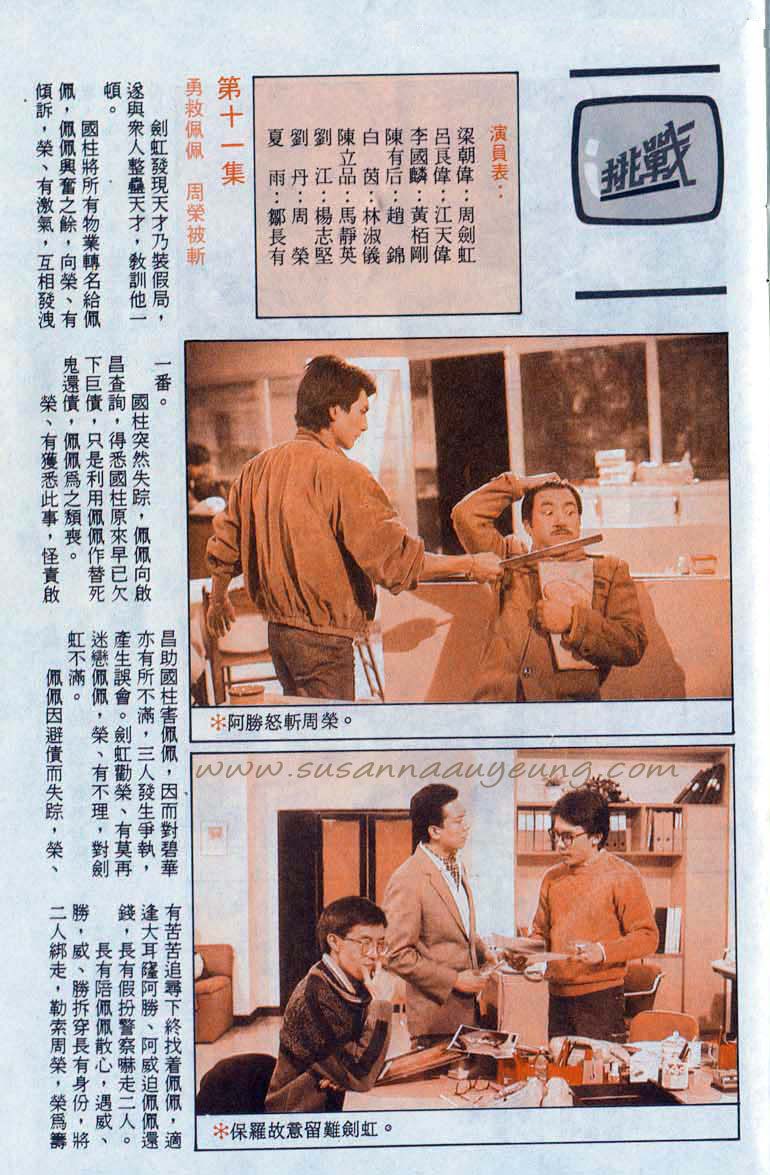 挑戰
演員表：
梁朝偉：周劍虹
呂良偉：江天偉
李國麟：黃栢剛
陳有后：趙　錦
白　茵：林淑儀
陳立品：馬靜英
劉　江：楊志堅
劉　丹：周　榮
夏　雨：鄒長有
第十一集
勇救佩佩　周榮被斬
劍虹發現天才乃裝假局，
遂與衆人整蠱天才，教訓他一
頓。
國柱將所有物業轉名給佩
佩，佩佩興奮之餘，向榮、有
傾訴，榮、有激氣，互相發洩
一番。
國柱突然失踪，佩佩向啟
昌查詢，得悉國柱原來早已欠
下巨債，只是利用佩佩作替死
鬼還債，佩佩爲之頹喪。
榮、有獲悉此事，怪責啟
昌助國柱害佩佩，因而對碧華
亦有所不滿，三人發生爭執，
產生誤會。劍虹勸榮、有莫再
迷戀佩佩，榮、有不理，對劍
虹不滿。
佩佩因避債而失踪，榮、
有苦苦追尋下終找着佩佩，適
逢大耳窿阿勝、阿威迫佩佩還
錢，長有假扮警察嚇走二人。
長有陪佩佩散心，遇威、
勝，威、勝拆穿長有身份，將
二人綁走，勒索周榮，榮爲籌
＊阿勝怒斬周榮。
www.susannaauyeung.com
＊保羅故意留難劍虹。